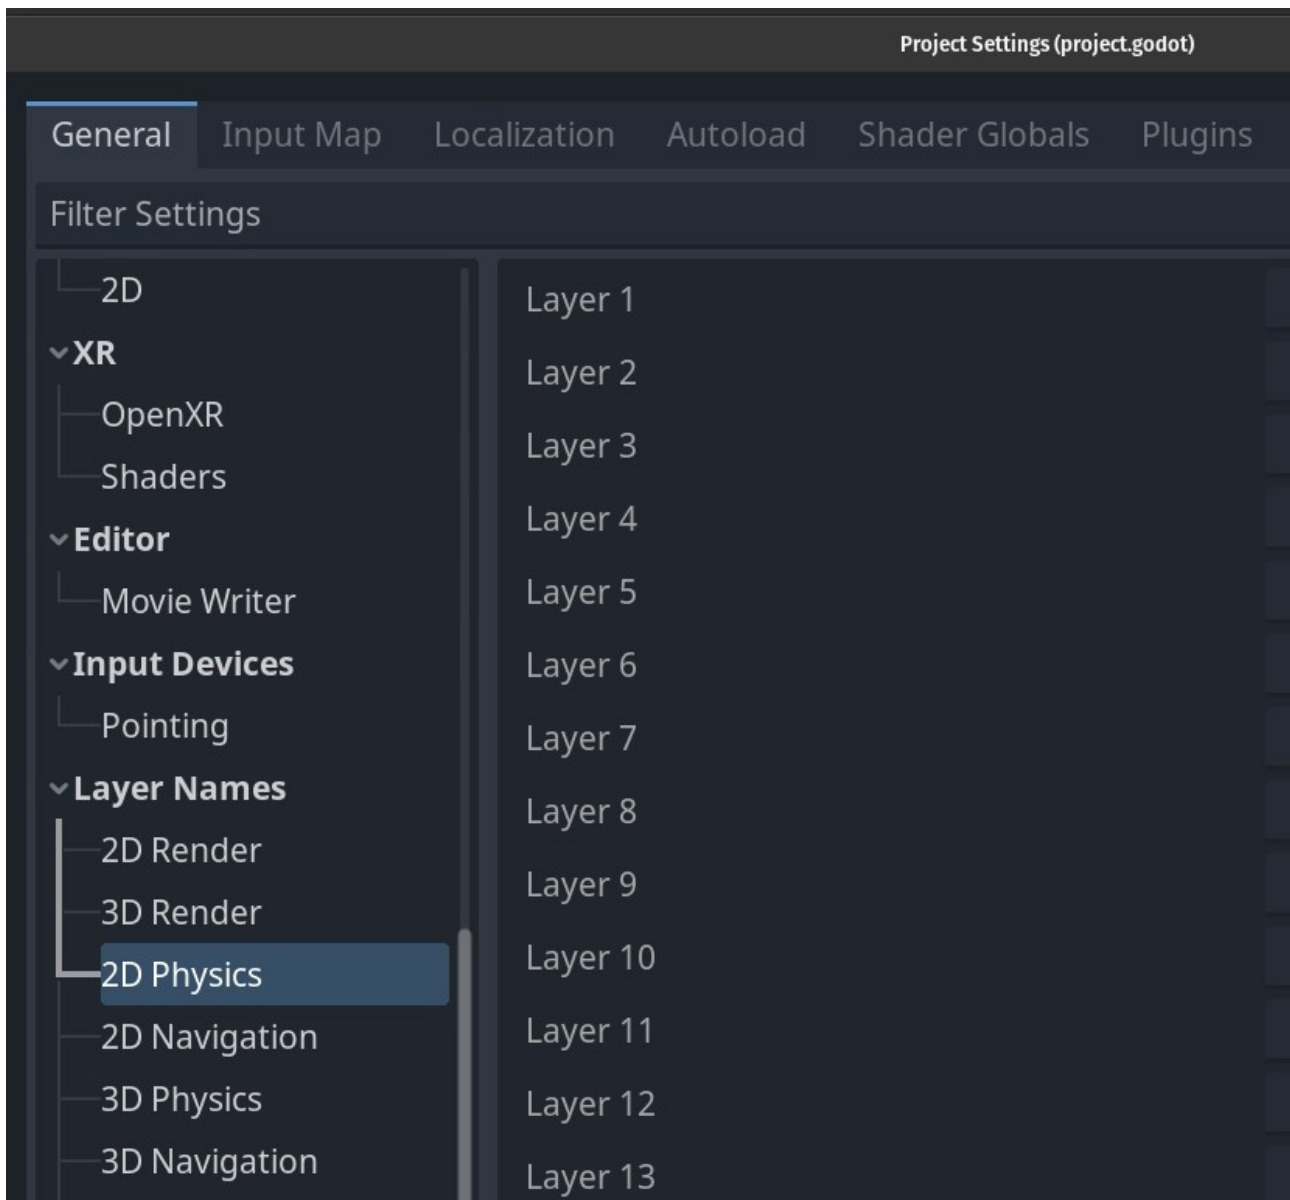 Project Settings (project.godot)
General Input Map Localization Autoload Shader Globals Plugins
Filter Settings
2D
XR
OpenXR
Shaders
Editor
Movie Writer
Input Devices
Pointing
Layer Names
2D Render
3D Render
2D Physics
2D Navigation
3D Physics
3D Navigation
Layer 1
Layer 2
Layer 3
Layer 4
Layer 5
Layer 6
Layer 7
Layer 8
Layer 9
Layer 10
Layer 11
Layer 12
Layer 13